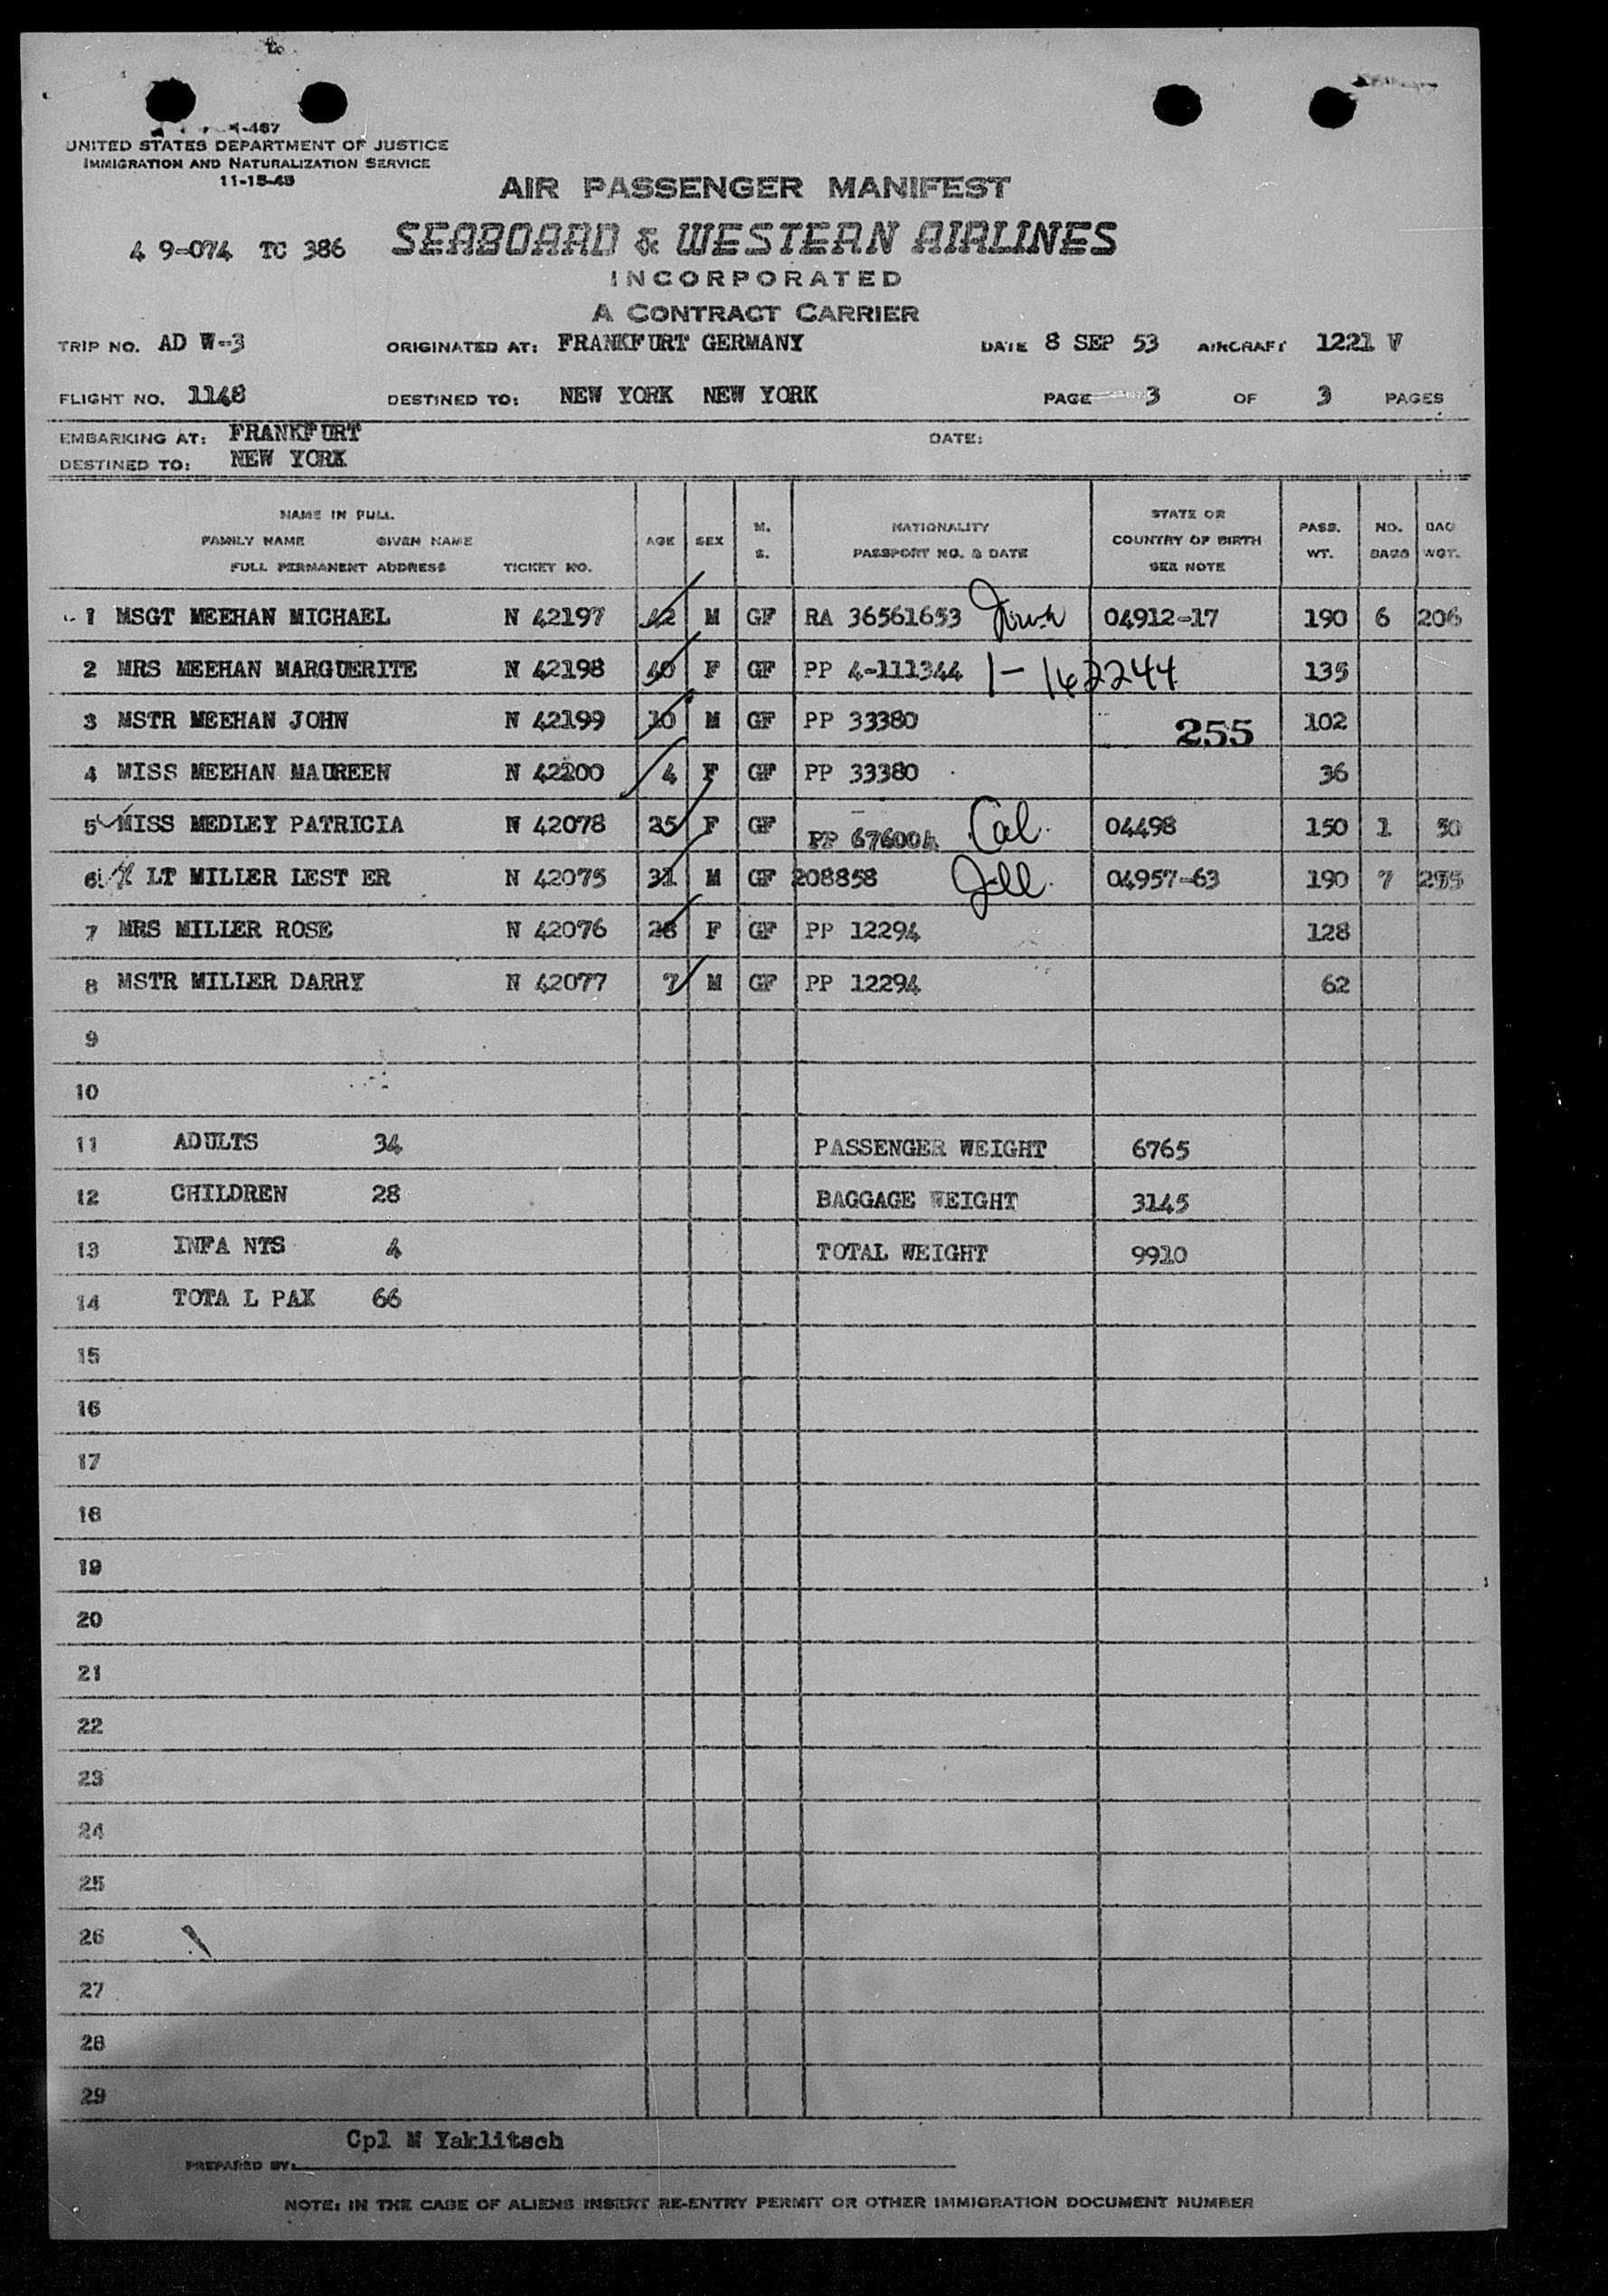 UNITED STATES DEPARTMENT OF JUSTICE
IMMIGRATION AND NATURALIZATION SERVICE
AIR PASSENGER MANIFEST
4 9-074 TC 386
SEABOARD & WESTERN AIRLINES
INCORPORATED
A CONTRACT CARRIER
TRIP NO. AD W-3 ORIGINATED AT: FRANKFURT GERMANY DATE 8 SEP 53 AIRCRAFT 1221 V
FLIGHT NO. 1148 DESTINED TO: NEW YORK NEW YORK PAGE 3 OF 3 PAGES
EMBARKING AT: FRANKFURT DATE:
DESTINED TO: NEW YORK
NAME IN FULL
FAMILY NAME GIVEN NAME
FULL PERMANENT ADDRESS TICKET NO. AGE SEX M. S. NATIONALITY PASSPORT NO. & DATE STATE OR COUNTRY OF BIRTH SEE NOTE PASS. WT. NO. BAGS BAG WGT.
1 MSGT MEEHAN MICHAEL N 42197 42 M GF RA 36561653 04912-17 190 6 206
2 MRS MEEHAN MARGUERITE N 42198 40 F GF PP 4-111344 1-162244 135
3 MSTR MEEHAN JOHN N 42199 10 M GF PP 33380 255 102
4 MISS MEEHAN MAUREEN N 42200 4 F GF PP 33380 36
5 MISS MEDLEY PATRICIA N 42078 25 F GF PP 67600A Cal. 04498 150 1 50
6 LT MILLER LEST ER N 42075 31 M GF 208858 Ill. 04957-63 190 7
7 MRS MILLER ROSE N 42076 28 F GF PP 12294 128
8 MSTR MILLER DARRY N 42077 7 M GF PP 12294 62
9
10
11 ADULTS 34 PASSENGER WEIGHT 6765
12 CHILDREN 28 BAGGAGE WEIGHT 3145
13 INFA NTS 4 TOTAL WEIGHT 9910
14 TOTA L PAX 66
15
16
17
18
19
20
21
22
23
24
25
26
27
28
29
Cpl M Yaklitsch
PREPARED BY:
NOTE: IN THE CASE OF ALIENS INSERT RE-ENTRY PERMIT OR OTHER IMMIGRATION DOCUMENT NUMBER